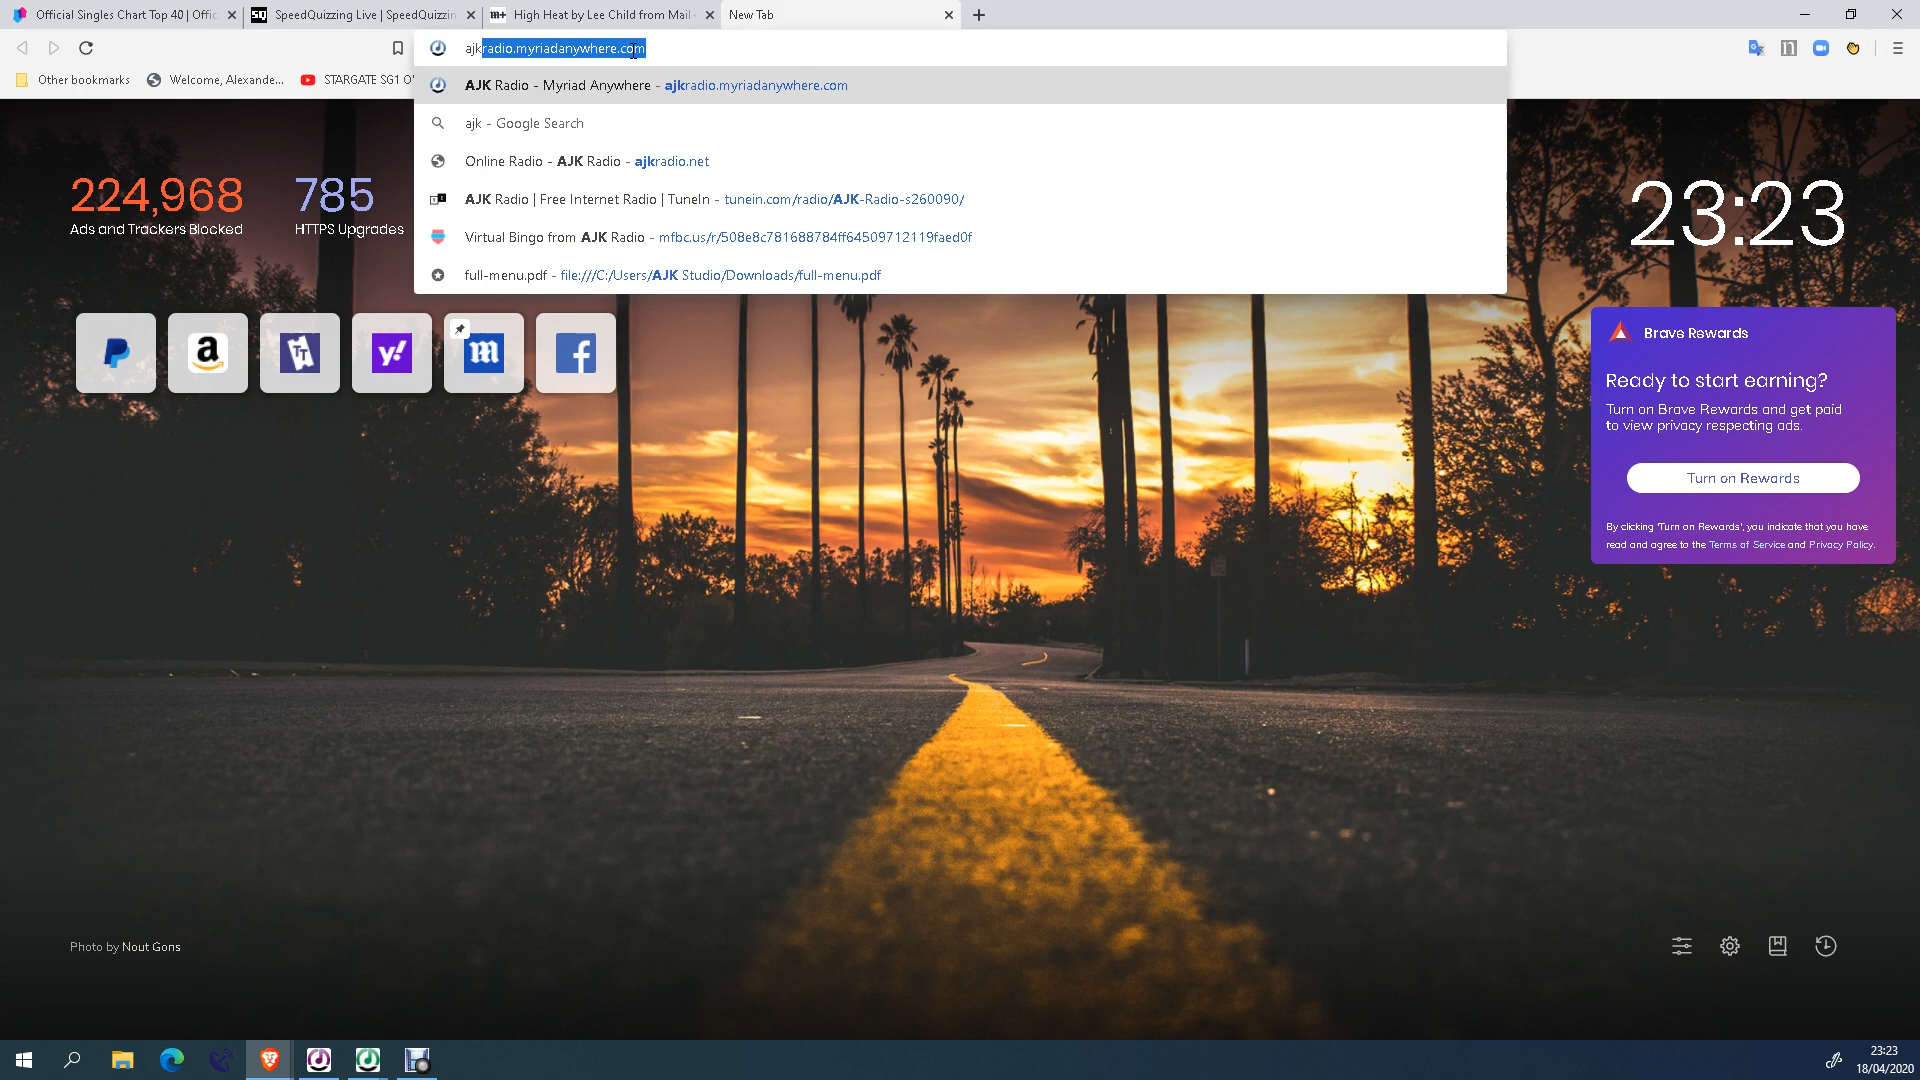 Official Singles Chart Top 40 | Offic
SpeedQuizzing Live | SpeedQuizzin
High Heat by Lee Child from Mail
New Tab
ajkradio.myriadanywhere.com
Other bookmarks
Welcome, Alexande...
STARGATE SG1 O
AJK Radio - Myriad Anywhere - ajkradio.myriadanywhere.com
ajk - Google Search
Online Radio - AJK Radio - ajkradio.net
AJK Radio | Free Internet Radio | TuneIn - tunein.com/radio/AJK-Radio-s260090/
Virtual Bingo from AJK Radio - mfbc.us/r/508e8c781688784ff64509712119faed0f
full-menu.pdf - file:///C:/Users/AJK Studio/Downloads/full-menu.pdf
224,968
Ads and Trackers Blocked
785
HTTPS Upgrades
23:23
Brave Rewards
Ready to start earning?
Turn on Brave Rewards and get paid
to view privacy respecting ads.
Turn on Rewards
By clicking 'Turn on Rewards', you indicate that you have
read and agree to the Terms of Service and Privacy Policy.
Photo by Nout Gons
23:23
18/04/2020